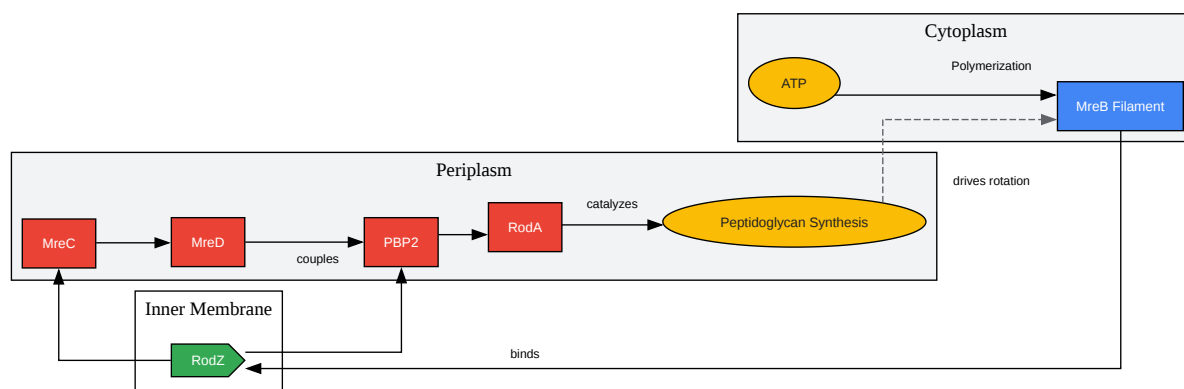 Cytoplasm
Polymerization
ATP
MreB Filament
Periplasm
drives rotation
catalyzes
MreC
MreD
PBP2
RodA
Peptidoglycan Synthesis
couples
Inner Membrane
RodZ
binds